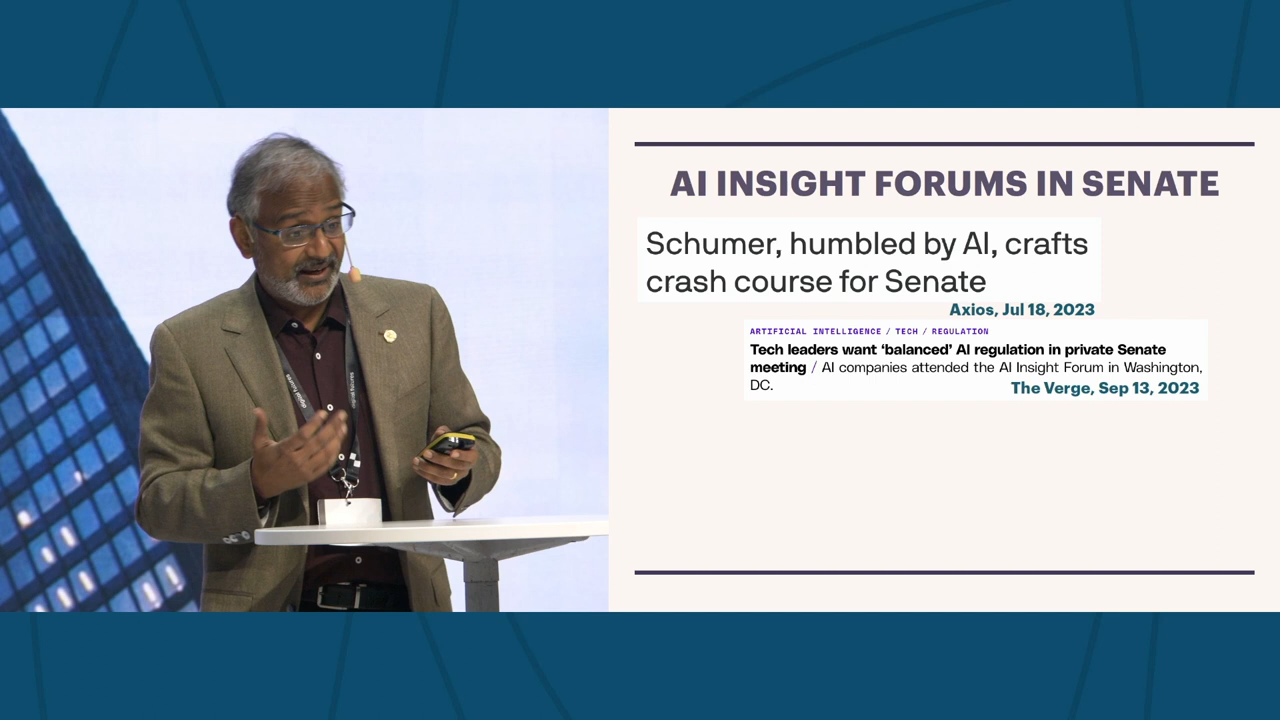 AI INSIGHT FORUMS IN SENATE
Schumer, humbled by AI, crafts
crash course for Senate
Axios, Jul 18, 2023
ARTIFICIAL INTELLIGENCE / TECH / REGULATION
Tech leaders want ‘balanced’ AI regulation in private Senate
meeting / AI companies attended the AI Insight Forum in Washington,
DC.
The Verge, Sep 13, 2023